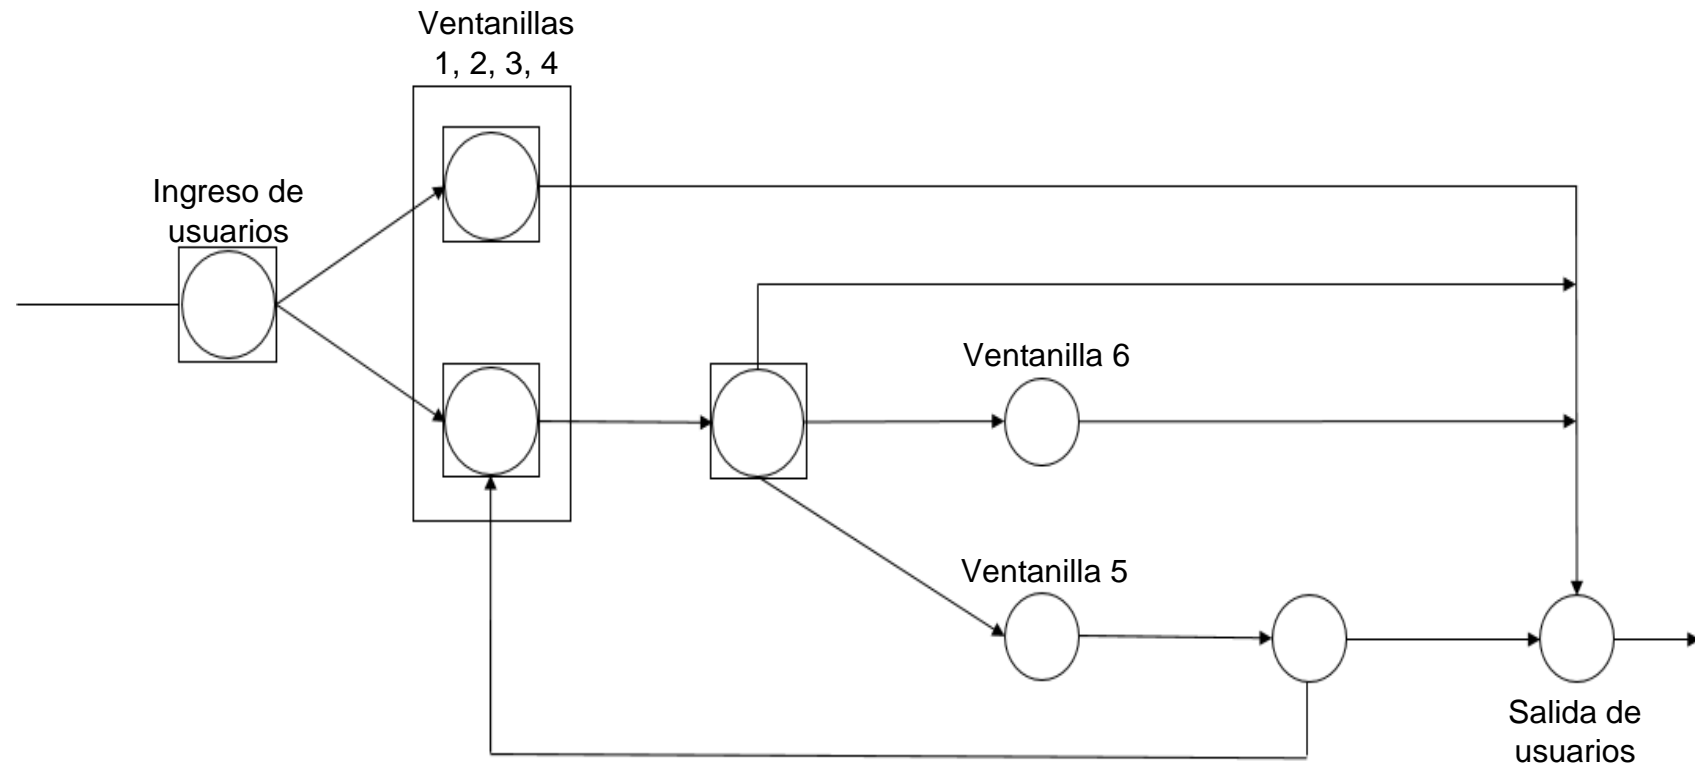 Ventanillas
1, 2, 3, 4
Ingreso de
usuarios
Ventanilla 6
Ventanilla 5
Salida de
usuarios